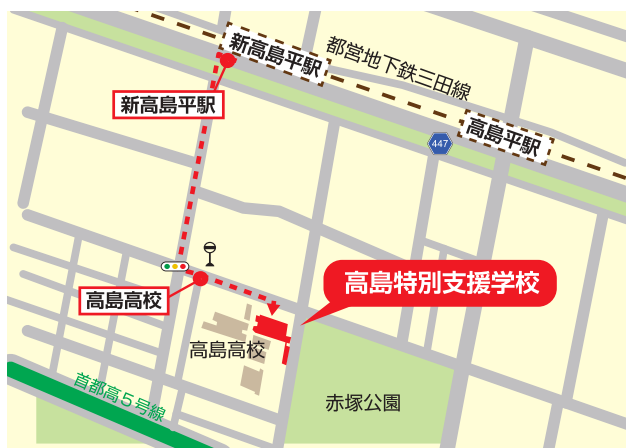 新高島平駅
都営地下鉄三田線
高島平駅
新高島平駅
447
高島特別支援学校
高島高校
高島高校
赤塚公園
首都高5号線